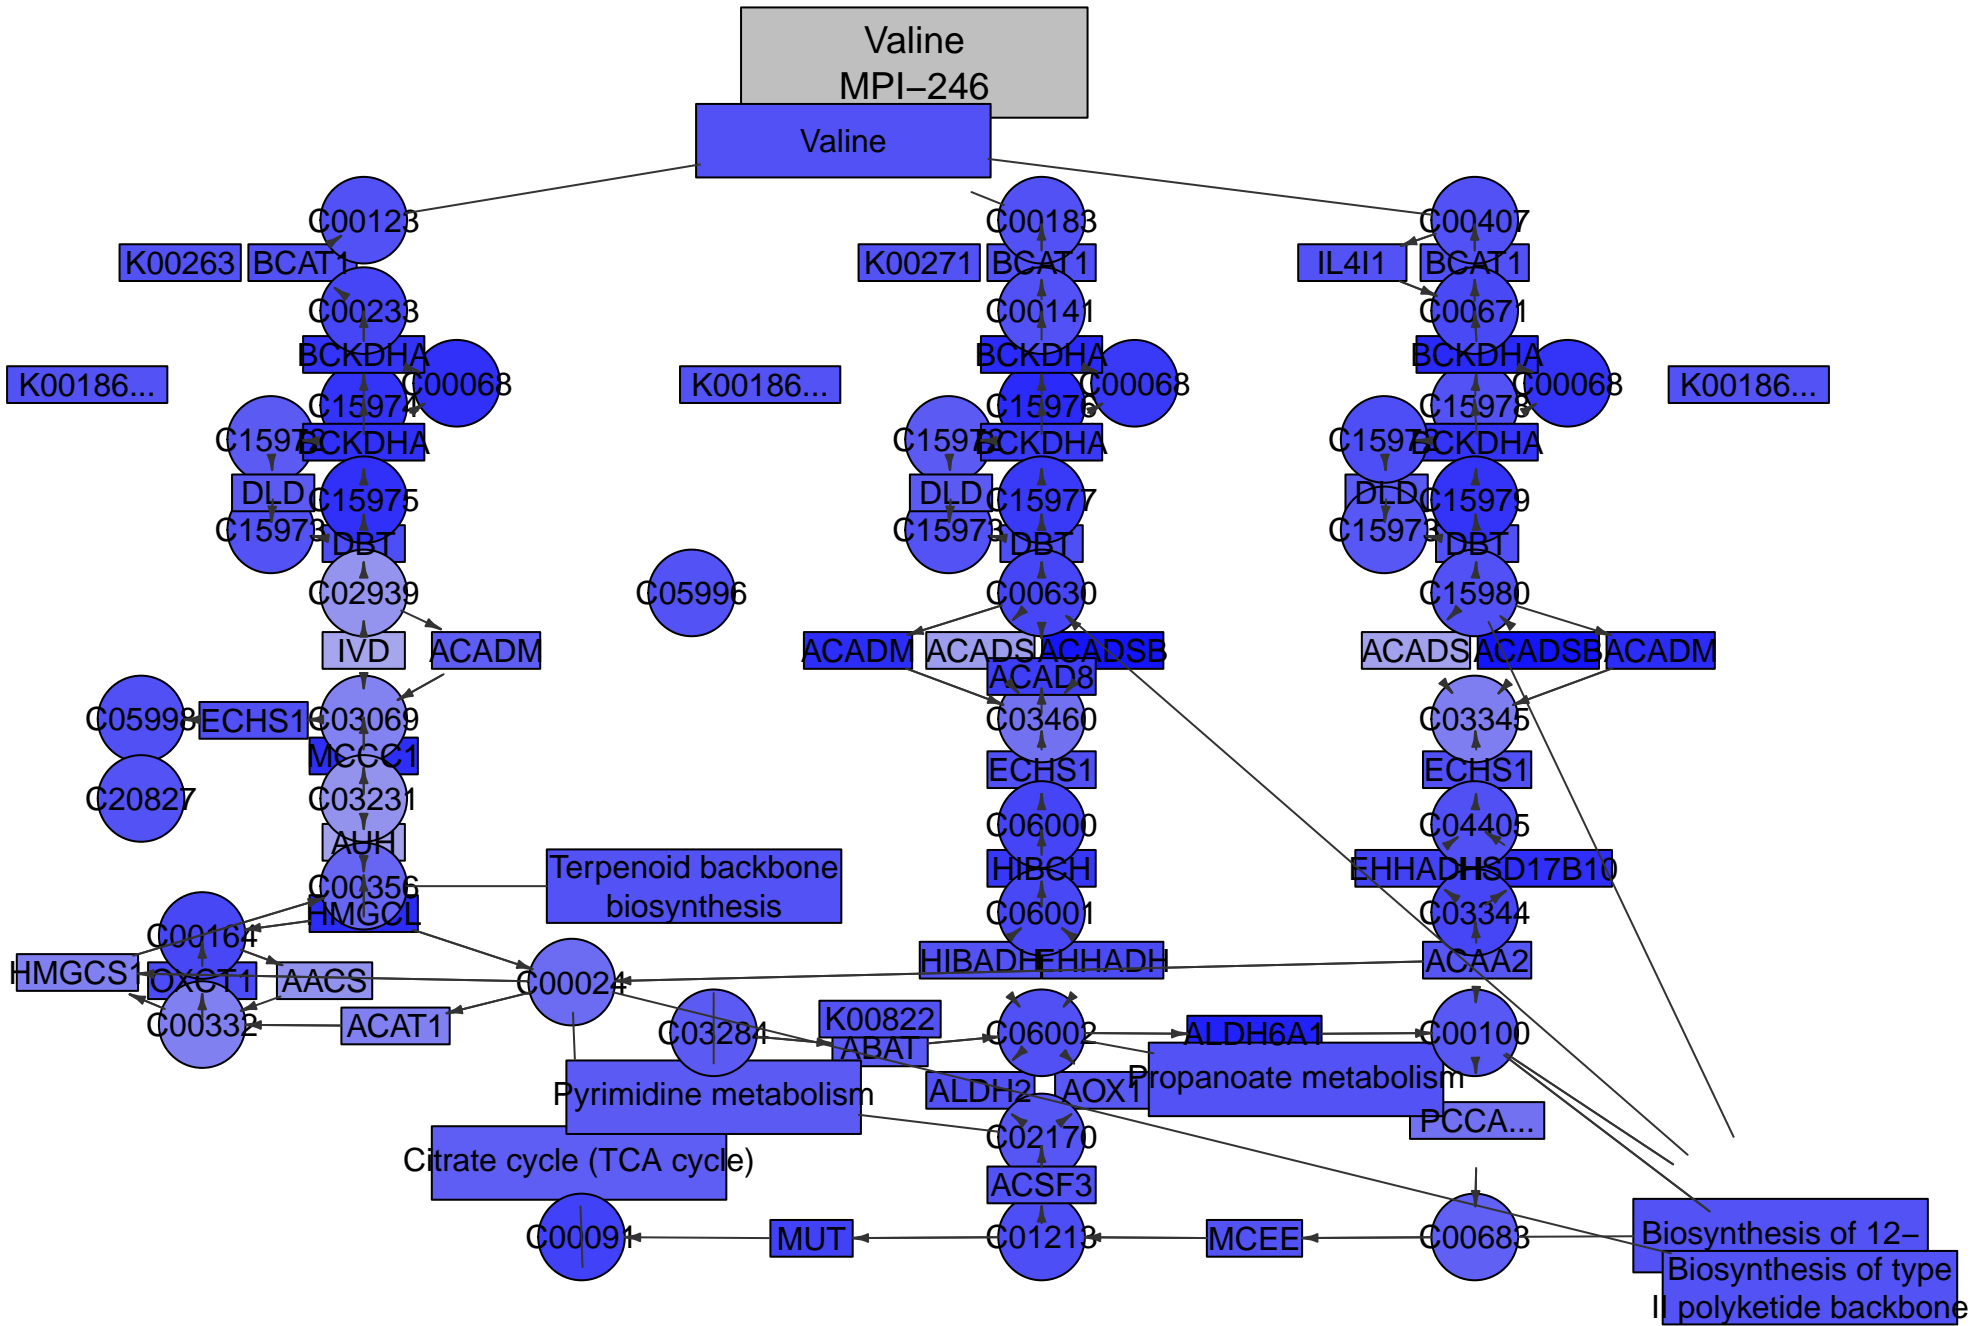 Valine
MPI−246
Valine
C00123
C00183
C00407
K00263
BCAT1
K00271
BCAT1
IL4I1
BCAT1
C00233
C00141
C00671
BCKDHA
BCKDHA
BCKDHA
K00186...
C00068
K00186...
C00068
C00068
K00186...
C15974
C15976
C15978
C15972
BCKDHA
C15972
BCKDHA
C15972
BCKDHA
DLD
C15975
DLD
C15977
DLD
C15979
C15973
DBT
C15973
DBT
C15973
DBT
C02939
C05996
C00630
C15980
IVD
ACADM
ACADM
ACADS
ACADSB
ACADS
ACADSB
ACADM
ACAD8
C05998
ECHS1
C03069
C03460
C03345
MCCC1
ECHS1
ECHS1
C20827
C03231
C06000
C04405
AUH
Terpenoid backbone
biosynthesis
HIBCH
EHHADH
HSD17B10
C00356
HMGCL
C06001
C03344
C00164
HMGCS1
OXCT1
AACS
C00024
HIBADH
EHHADH
ACAA2
C00332
ACAT1
C03284
K00822
ABAT
C06002
ALDH6A1
C00100
Pyrimidine metabolism
ALDH2
AOX1
Propanoate metabolism
PCCA...
Citrate cycle (TCA cycle)
C02170
ACSF3
C00091
MUT
C01213
MCEE
C00683
Biosynthesis of 12−
Biosynthesis of type
II polyketide backbone